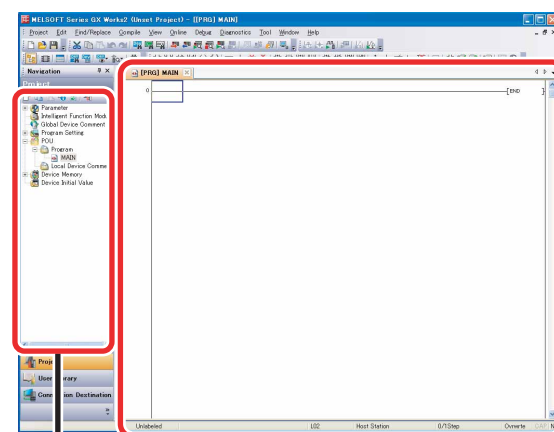 MELSOFT Series GX Works2 (Unset Project) - [[PRG] MAIN]
Project Edit Find/Replace Compile View Online Debug Diagnostics Tool Window Help
Navigation
[PRG] MAIN
Project
0
END
Parameter
Intelligent Function Modu
Global Device Comment
Program Setting
POU
Program
MAIN
Local Device Comme
Device Memory
Device Initial Value
Proje
User
rary
Conn
ion Destination
Unlabeled L02 Host Station 0/1Step Ovrwrte CAP